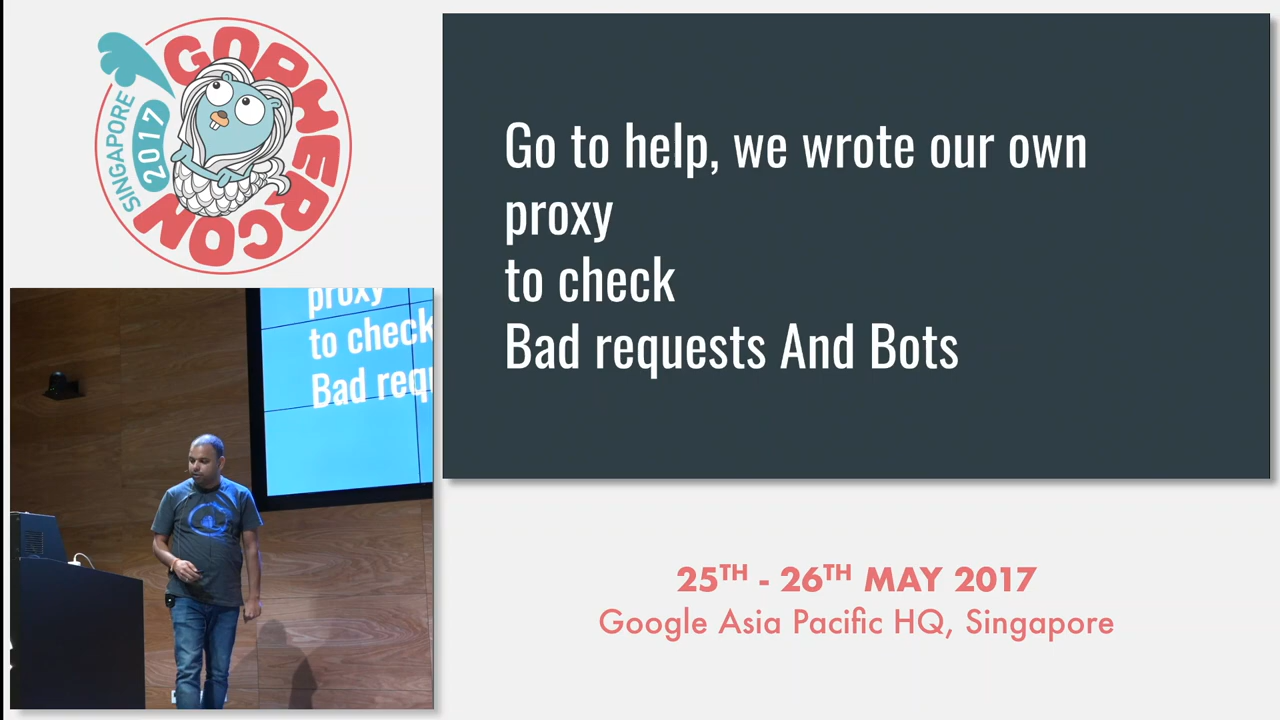 GOPHERCON
SINGAPORE
2017
Go to help, we wrote our own
proxy
to check
Bad requests And Bots
proxy
to check
Bad requ
25TH - 26TH MAY 2017
Google Asia Pacific HQ, Singapore